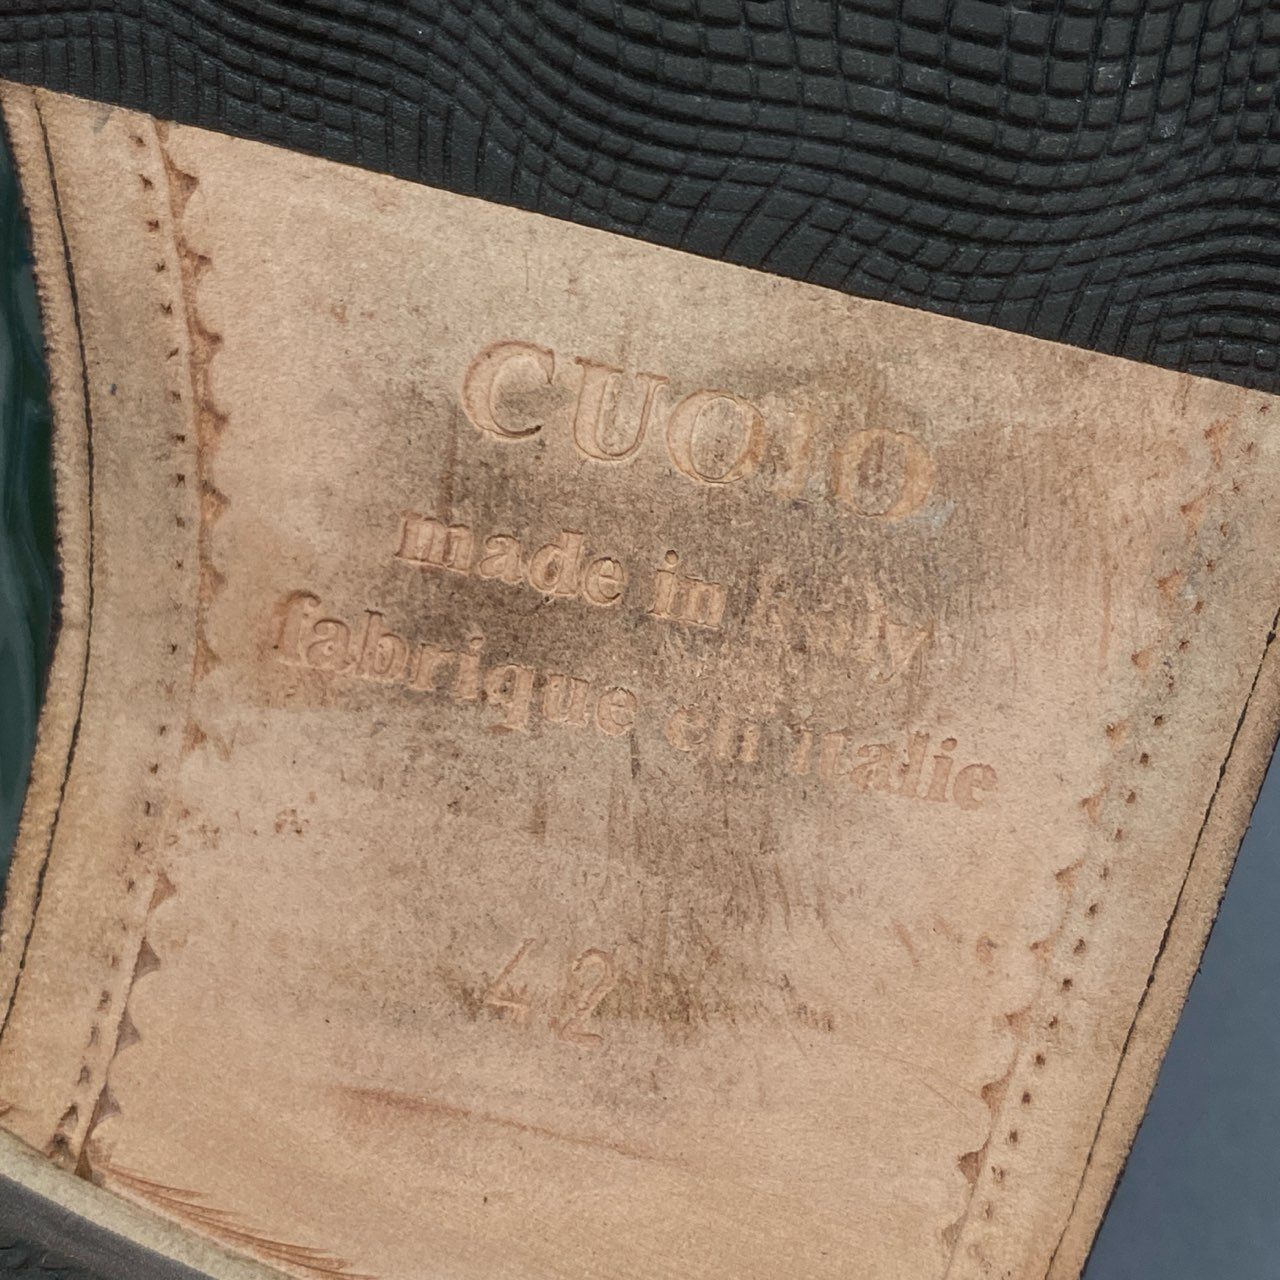 CUOIO
made in Italy
fabrique en italie
42